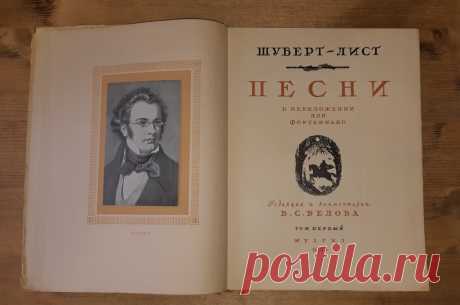 ШУБЕРТ–ЛИСТ
ПЕСНИ
В ПЕРЕЛОЖЕНИИ
ДЛЯ
ФОРТЕПИАНО
Редакция и комментарии
В. С. БЕЛОВА
ТОМ ПЕРВЫЙ
МУЗГИЗ
postila.ru